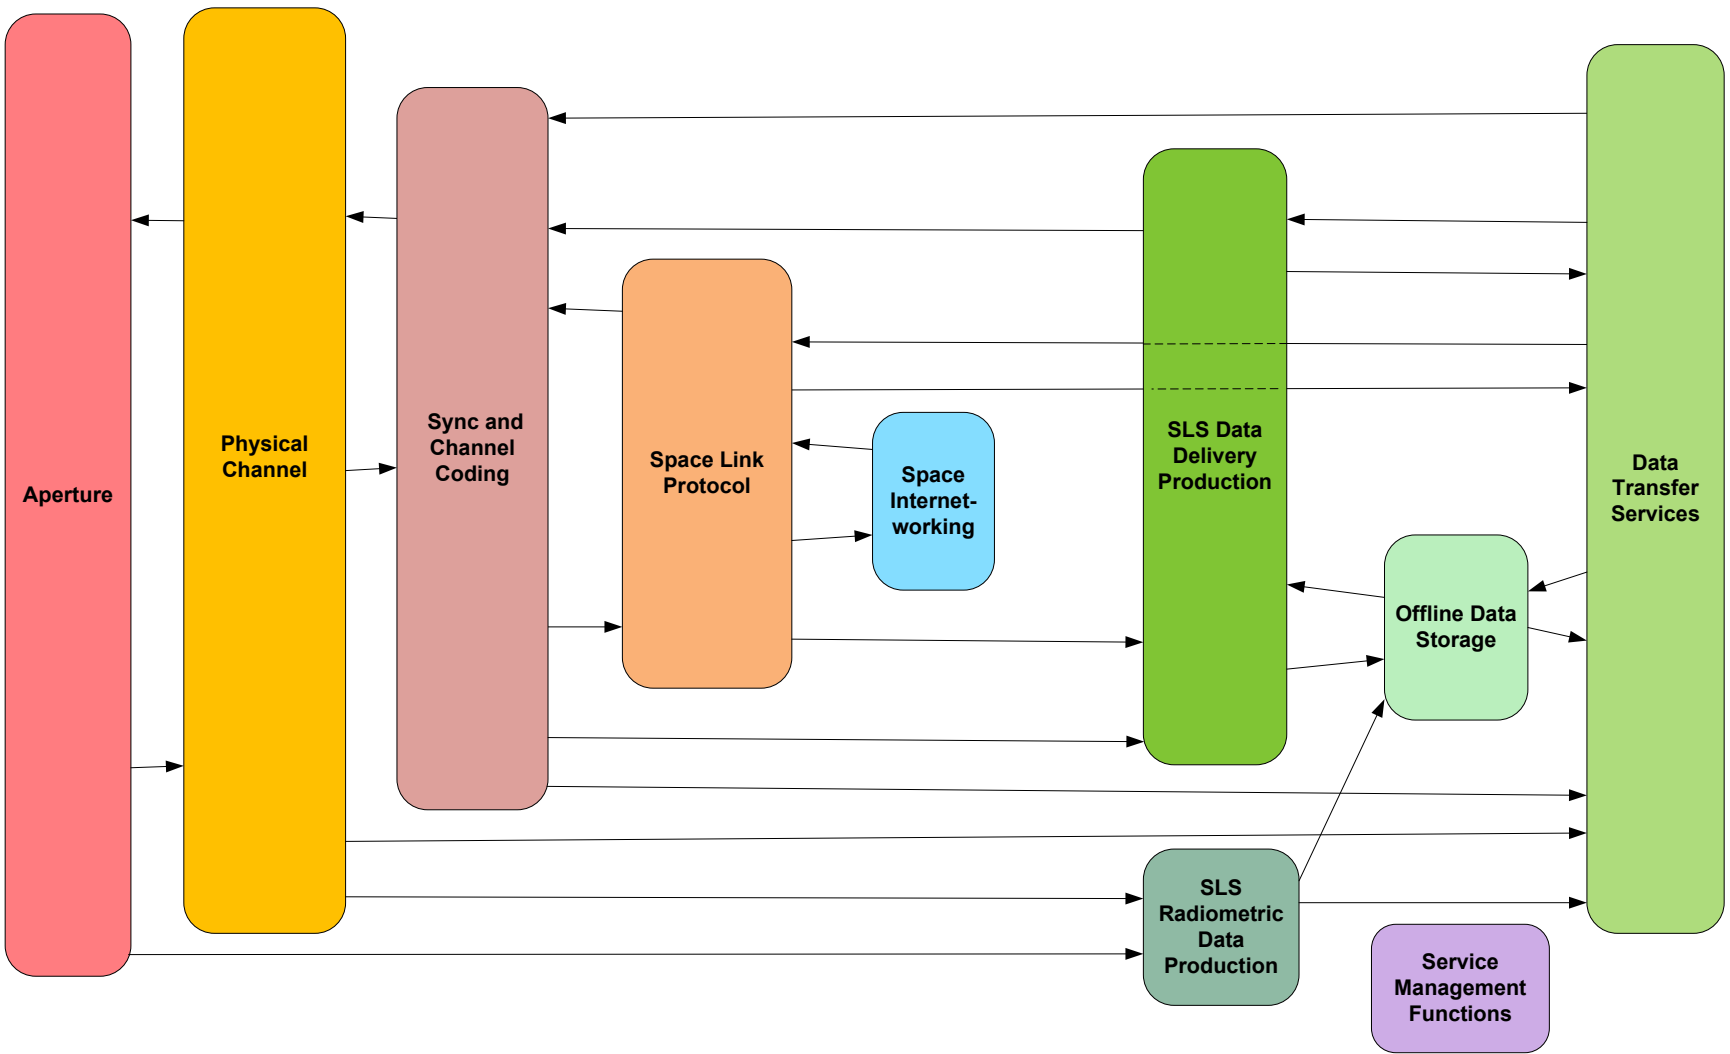 Aperture
Physical
Channel
Sync and
Channel
Coding
Space Link
Protocol
Space
Internet-
working
SLS Data
Delivery
Production
Offline Data
Storage
Data
Transfer
Services
SLS
Radiometric
Data
Production
Service
Management
Functions